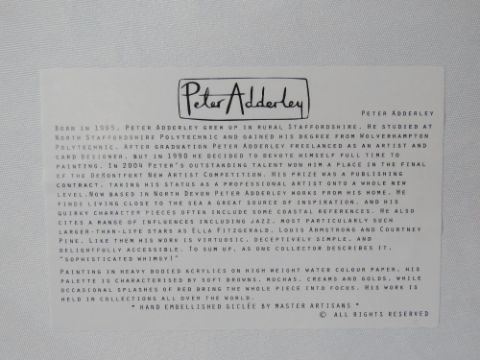 Peter Adderley
Peter Adderley
Born in 1965, Peter Adderley grew up in rural Staffordshire. He studied at
North Staffordshire Polytechnic and gained his degree from Wolverhampton
Polytechnic. After graduation Peter Adderley freelanced as an artist and
card designer, but in 1990 he decided to devote himself full time to
painting. In 2004 Peter's outstanding talent won him a place in the final
of the DeMontfort New Artist Competition. His prize was a publishing
contract, taking his status as a professional artist onto a whole new
level. Now based in North Devon Peter Adderley works from his home. He
finds living close to the sea a great source of inspiration, and his
quirky character pieces often include some coastal references. He also
cites a range of influences including jazz, most particularly such
larger-than-life stars as Ella Fitzgerald, Louis Armstrong and Courtney
Pine. Like them his work is virtuosic, deceptively simple, and
delightfully accessible. To sum up, as one collector describes it,
"sophisticated whimsy!"
Painting in heavy bodied acrylics on high weight water colour paper, his
palette is characterised by soft browns, mochas, creams and golds, while
occasional splashes of red bring the whole piece into focus. His work is
held in collections all over the world.
* Hand embellished giclée by master artisans *
© All rights reserved